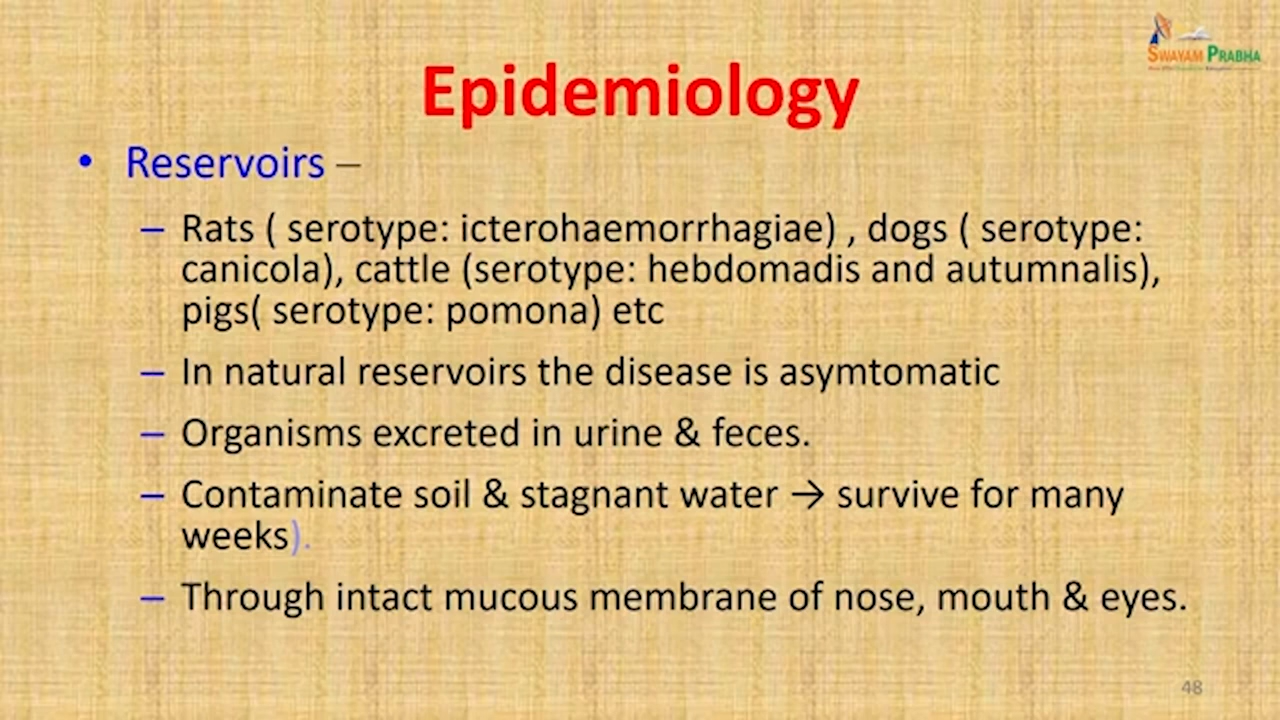 SWAYAM PRABHA
Epidemiology
• Reservoirs –
– Rats ( serotype: icterohaemorrhagiae) , dogs ( serotype:
canicola), cattle (serotype: hebdomadis and autumnalis),
pigs( serotype: pomona) etc
– In natural reservoirs the disease is asymtomatic
– Organisms excreted in urine & feces.
– Contaminate soil & stagnant water → survive for many
weeks).
– Through intact mucous membrane of nose, mouth & eyes.
48